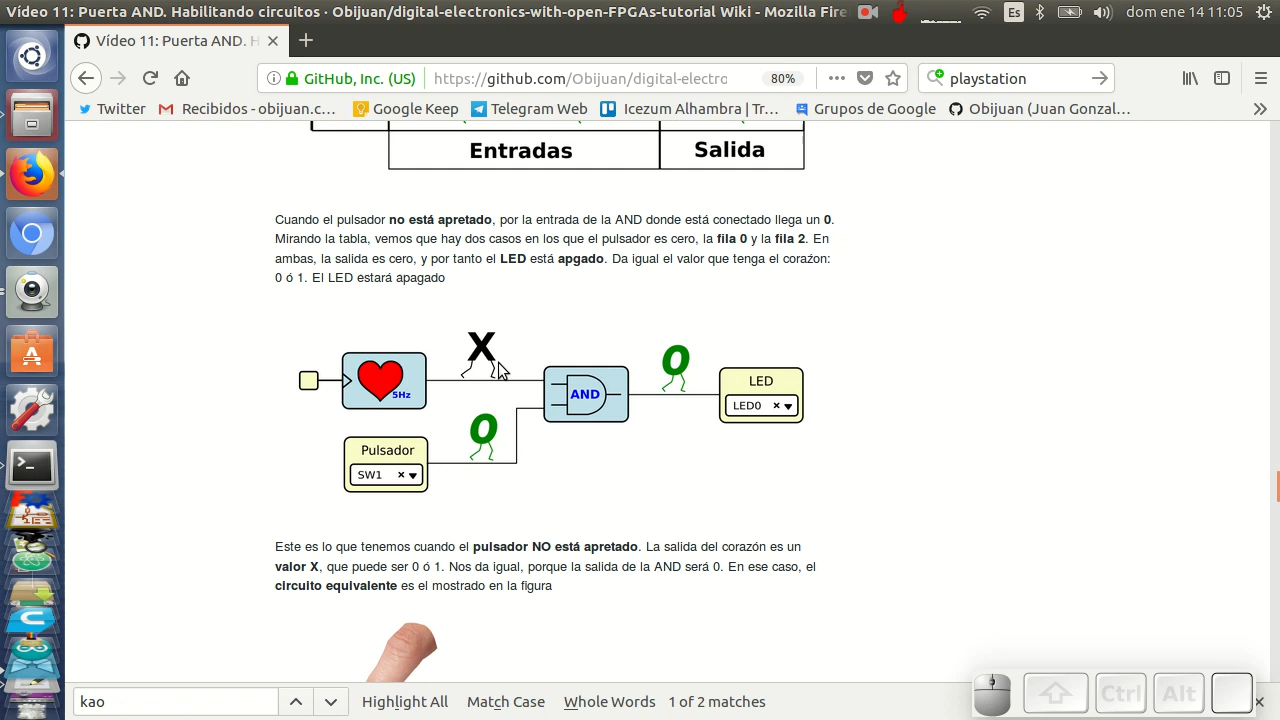 Vídeo 11: Puerta AND. Habilitando circuitos · Obijuan/digital-electronics-with-open-FPGAs-tutorial Wiki - Mozilla Fire
Es
dom ene 14 11:05
Vídeo 11: Puerta AND. H
GitHub, Inc. (US)
https://github.com/Obijuan/digital-electro
80%
playstation
Twitter
Recibidos - obijuan.c…
Google Keep
Telegram Web
Icezum Alhambra | Tr…
Grupos de Google
Obijuan (Juan Gonzal…
Entradas
Salida
Cuando el pulsador no está apretado, por la entrada de la AND donde está conectado llega un 0.
Mirando la tabla, vemos que hay dos casos en los que el pulsador es cero, la fila 0 y la fila 2. En
ambas, la salida es cero, y por tanto el LED está apgado. Da igual el valor que tenga el coraźon:
0 ó 1. El LED estará apagado
X
0
5Hz
AND
LED
LED0
0
Pulsador
SW1
Este es lo que tenemos cuando el pulsador NO está apretado. La salida del corazón es un
valor X, que puede ser 0 ó 1. Nos da igual, porque la salida de la AND será 0. En ese caso, el
circuito equivalente es el mostrado en la figura
kao
Highlight All
Match Case
Whole Words
1 of 2 matches
Ctrl
Alt